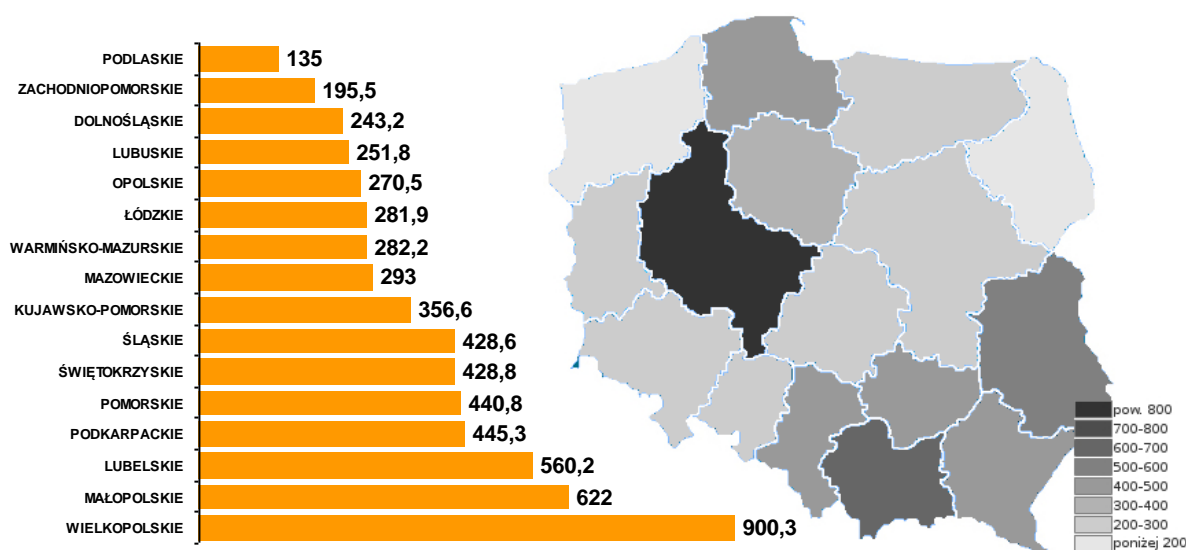 PODLASKIE 135
ZACHODNIOPOMORSKIE 195,5
DOLNOŚLĄSKIE 243,2
LUBUSKIE 251,8
OPOLSKIE 270,5
ŁÓDZKIE 281,9
WARMIŃSKO-MAZURSKIE 282,2
MAZOWIECKIE 293
KUJAWSKO-POMORSKIE 356,6
ŚLĄSKIE 428,6
ŚWIĘTOKRZYSKIE 428,8
POMORSKIE 440,8
PODKARPACKIE 445,3
LUBELSKIE 560,2
MAŁOPOLSKIE 622
WIELKOPOLSKIE 900,3
pow. 800
700-800
600-700
500-600
400-500
300-400
200-300
poniżej 200